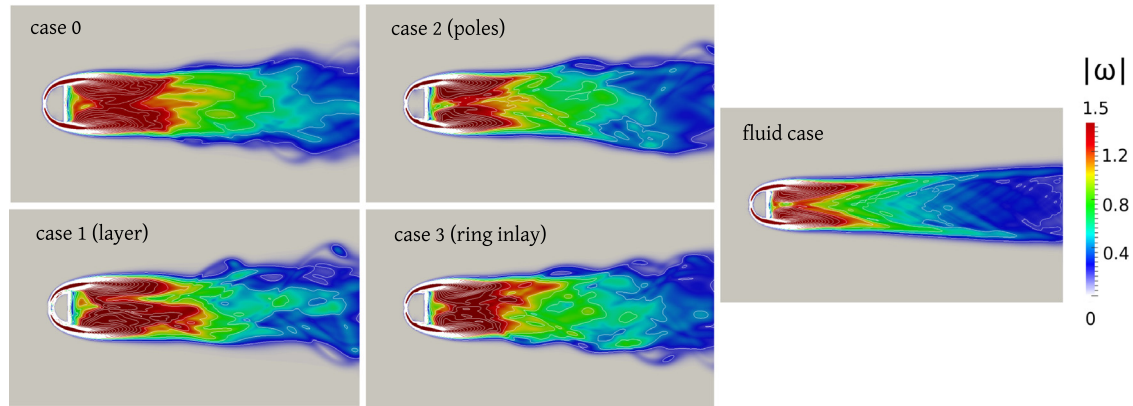 case 0
case 2 (poles)
|ω|
1.5
fluid case
1.2
0.8
case 1 (layer)
case 3 (ring inlay)
0.4
0